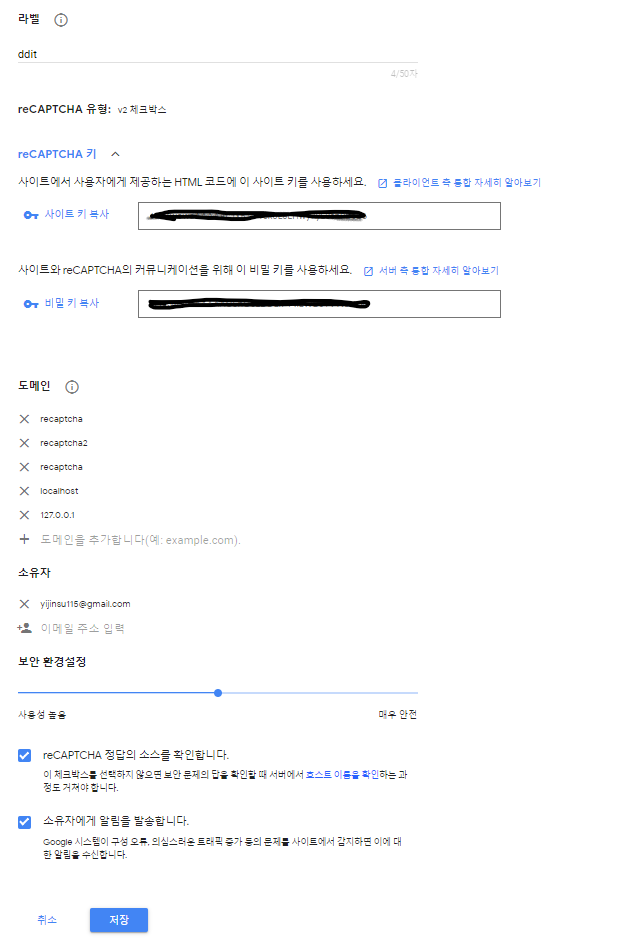 라벨
ddit
4/50자
reCAPTCHA 유형: v2 체크박스
reCAPTCHA 키
사이트에서 사용자에게 제공하는 HTML 코드에 이 사이트 키를 사용하세요. 클라이언트 측 통합 자세히 알아보기
사이트 키 복사
사이트와 reCAPTCHA의 커뮤니케이션을 위해 이 비밀 키를 사용하세요. 서버 측 통합 자세히 알아보기
비밀 키 복사
도메인
recaptcha
recaptcha2
recaptcha
localhost
127.0.0.1
도메인을 추가합니다(예: example.com).
소유자
yijinsu115@gmail.com
이메일 주소 입력
보안 환경설정
사용성 높음 매우 안전
reCAPTCHA 정답의 소스를 확인합니다.
이 체크박스를 선택하지 않으면 보안 문제의 답을 확인할 때 서버에서 호스트 이름을 확인하는 과
정도 거쳐야 합니다.
소유자에게 알림을 발송합니다.
Google 시스템이 구성 오류, 의심스러운 트래픽 증가 등의 문제를 사이트에서 감지하면 이에 대
한 알림을 수신합니다.
취소 저장